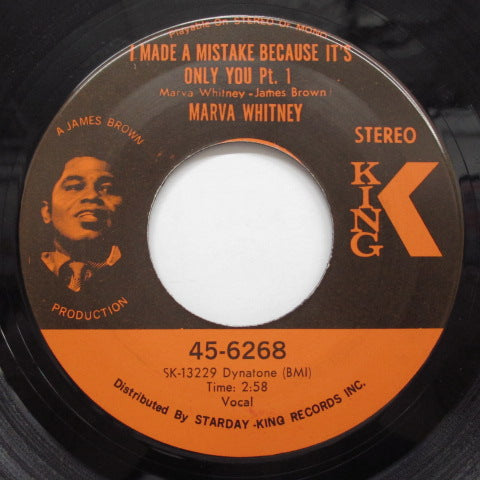 Playable On STEREO OR MONO
I MADE A MISTAKE BECAUSE IT'S
ONLY YOU Pt. 1
Marva Whitney - James Brown
MARVA WHITNEY
A JAMES BROWN
PRODUCTION
STEREO
KING
K
45-6268
SK-13229 Dynatone (BMI)
Time: 2:58
Vocal
Distributed By STARDAY-KING RECORDS INC.